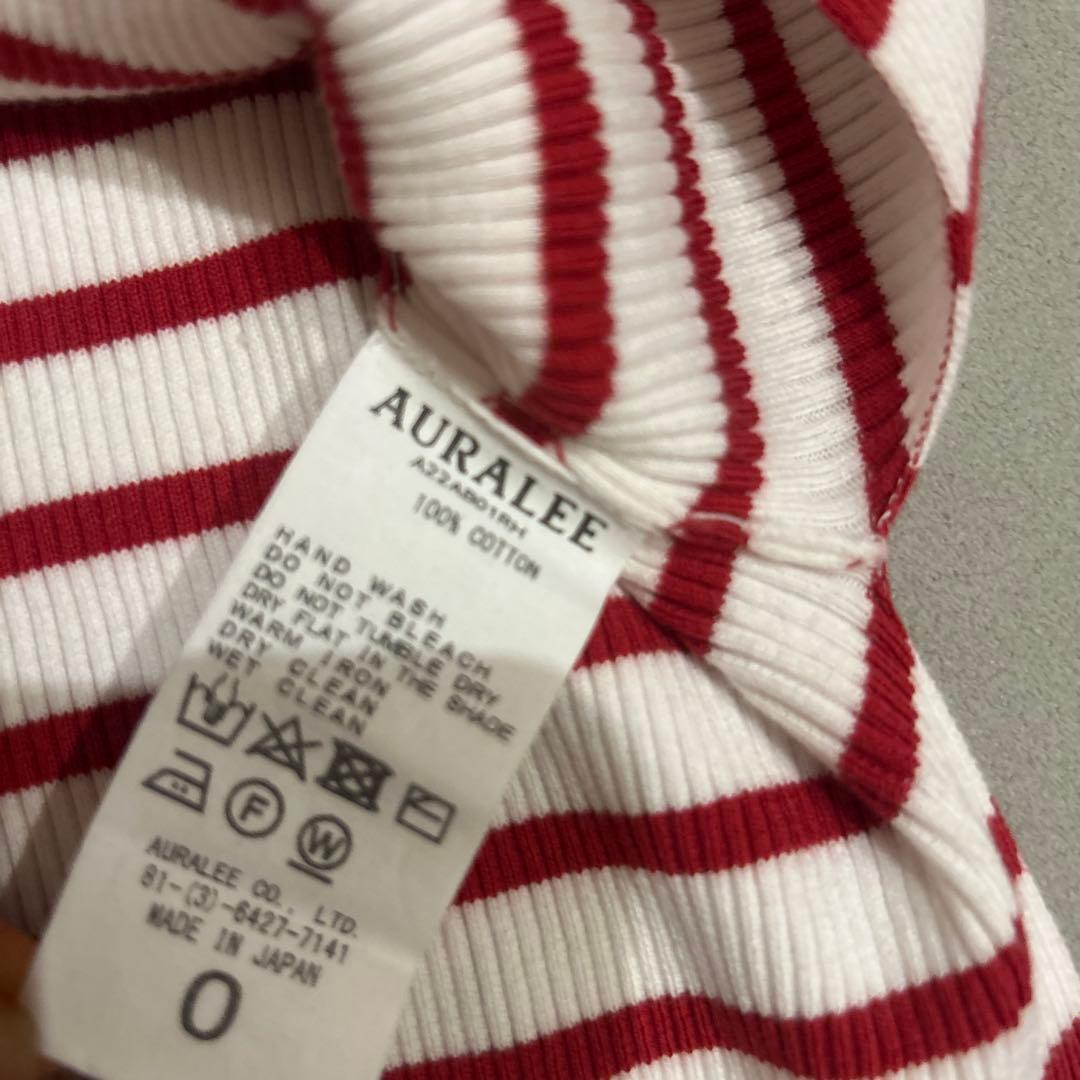 AURALEE
A22AB01RH
100% COTTON
HAND WASH
DO NOT BLEACH
DO NOT TUMBLE DRY
DRY FLAT IN THE SHADE
WARM IRON
DRY CLEAN
WET CLEAN
F
W
AURALEE CO., LTD.
81-(3)-6427-7141
MADE IN JAPAN
0